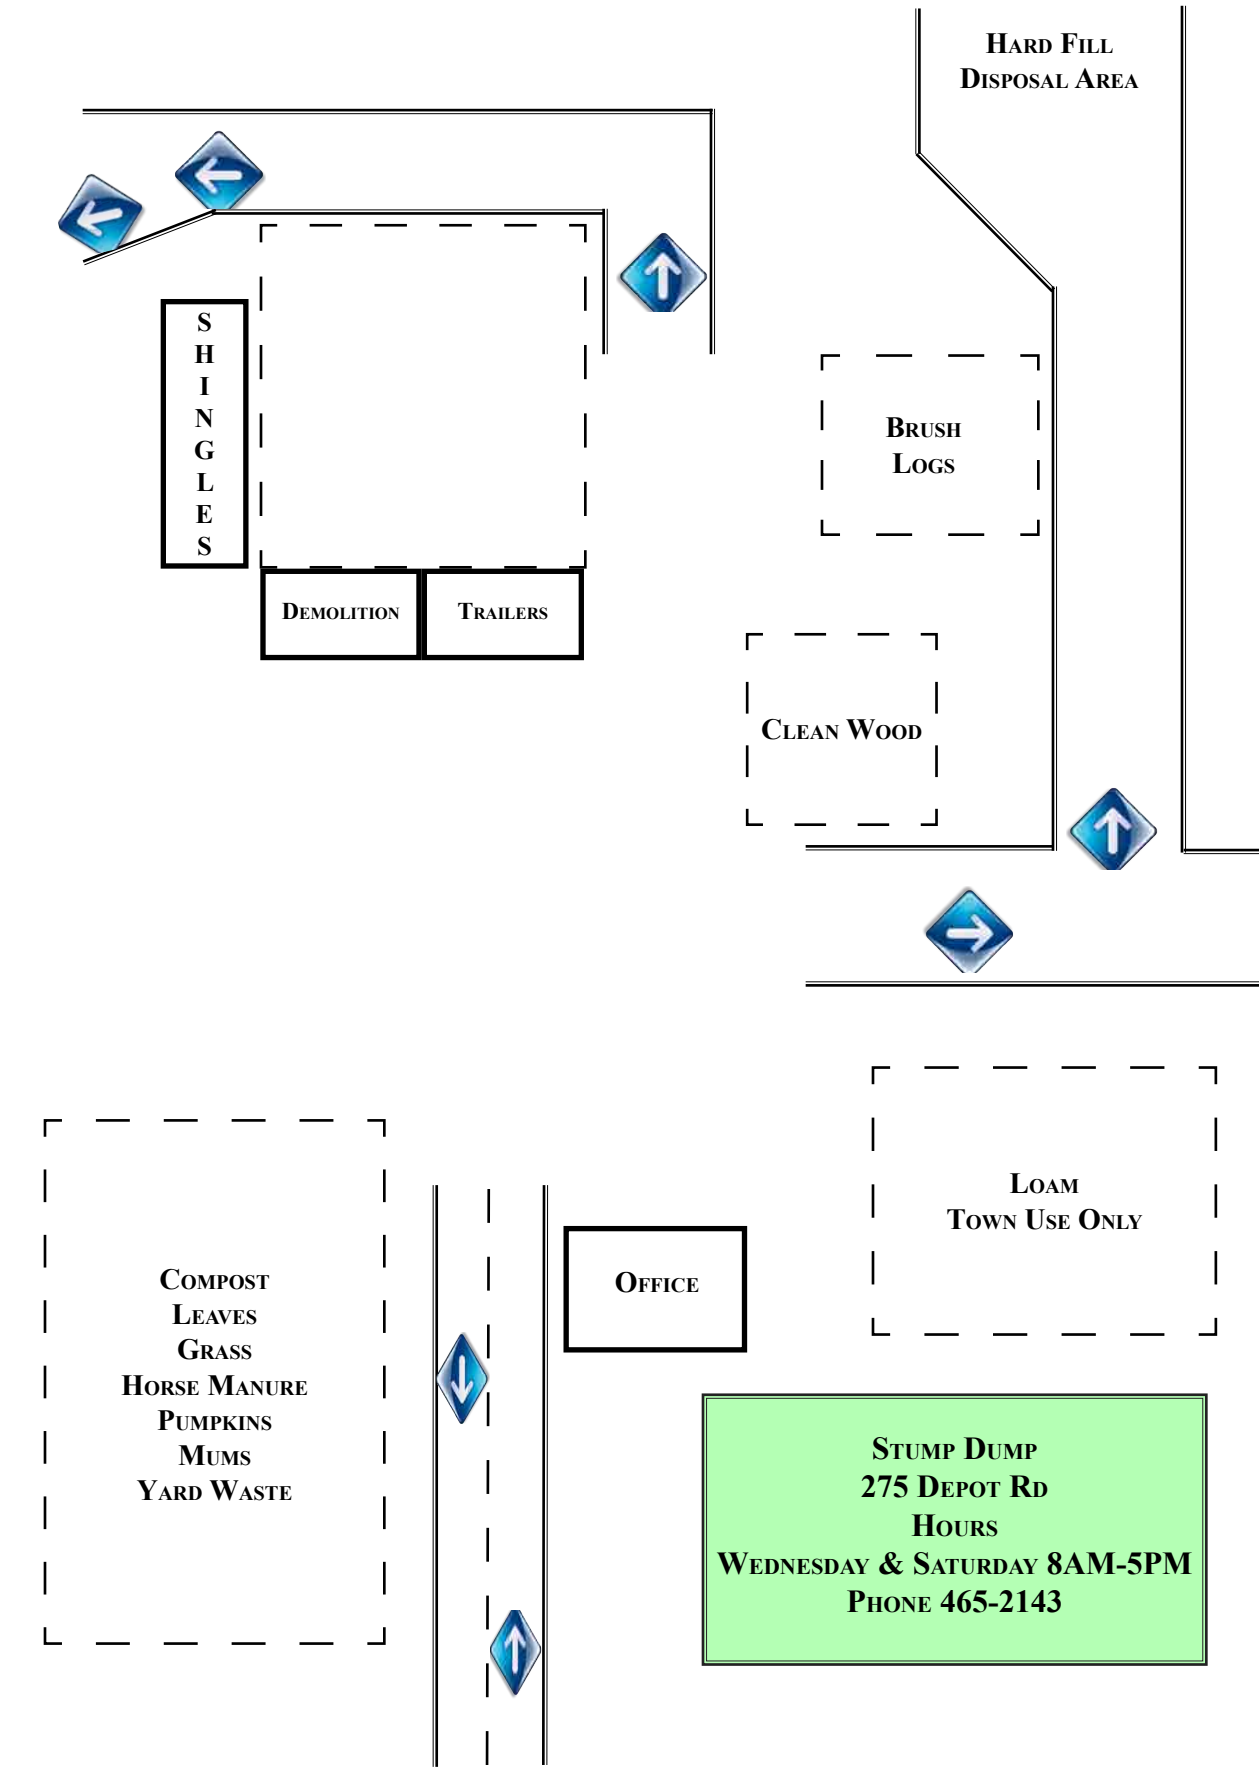 Hard Fill
Disposal Area
S
H
I
N
G
L
E
S
Brush
Logs
Demolition
Trailers
Clean Wood
Loam
Town Use Only
Compost
Leaves
Grass
Horse Manure
Pumpkins
Mums
Yard Waste
Office
Stump Dump
275 Depot Rd
Hours
Wednesday & Saturday 8AM-5PM
Phone 465-2143